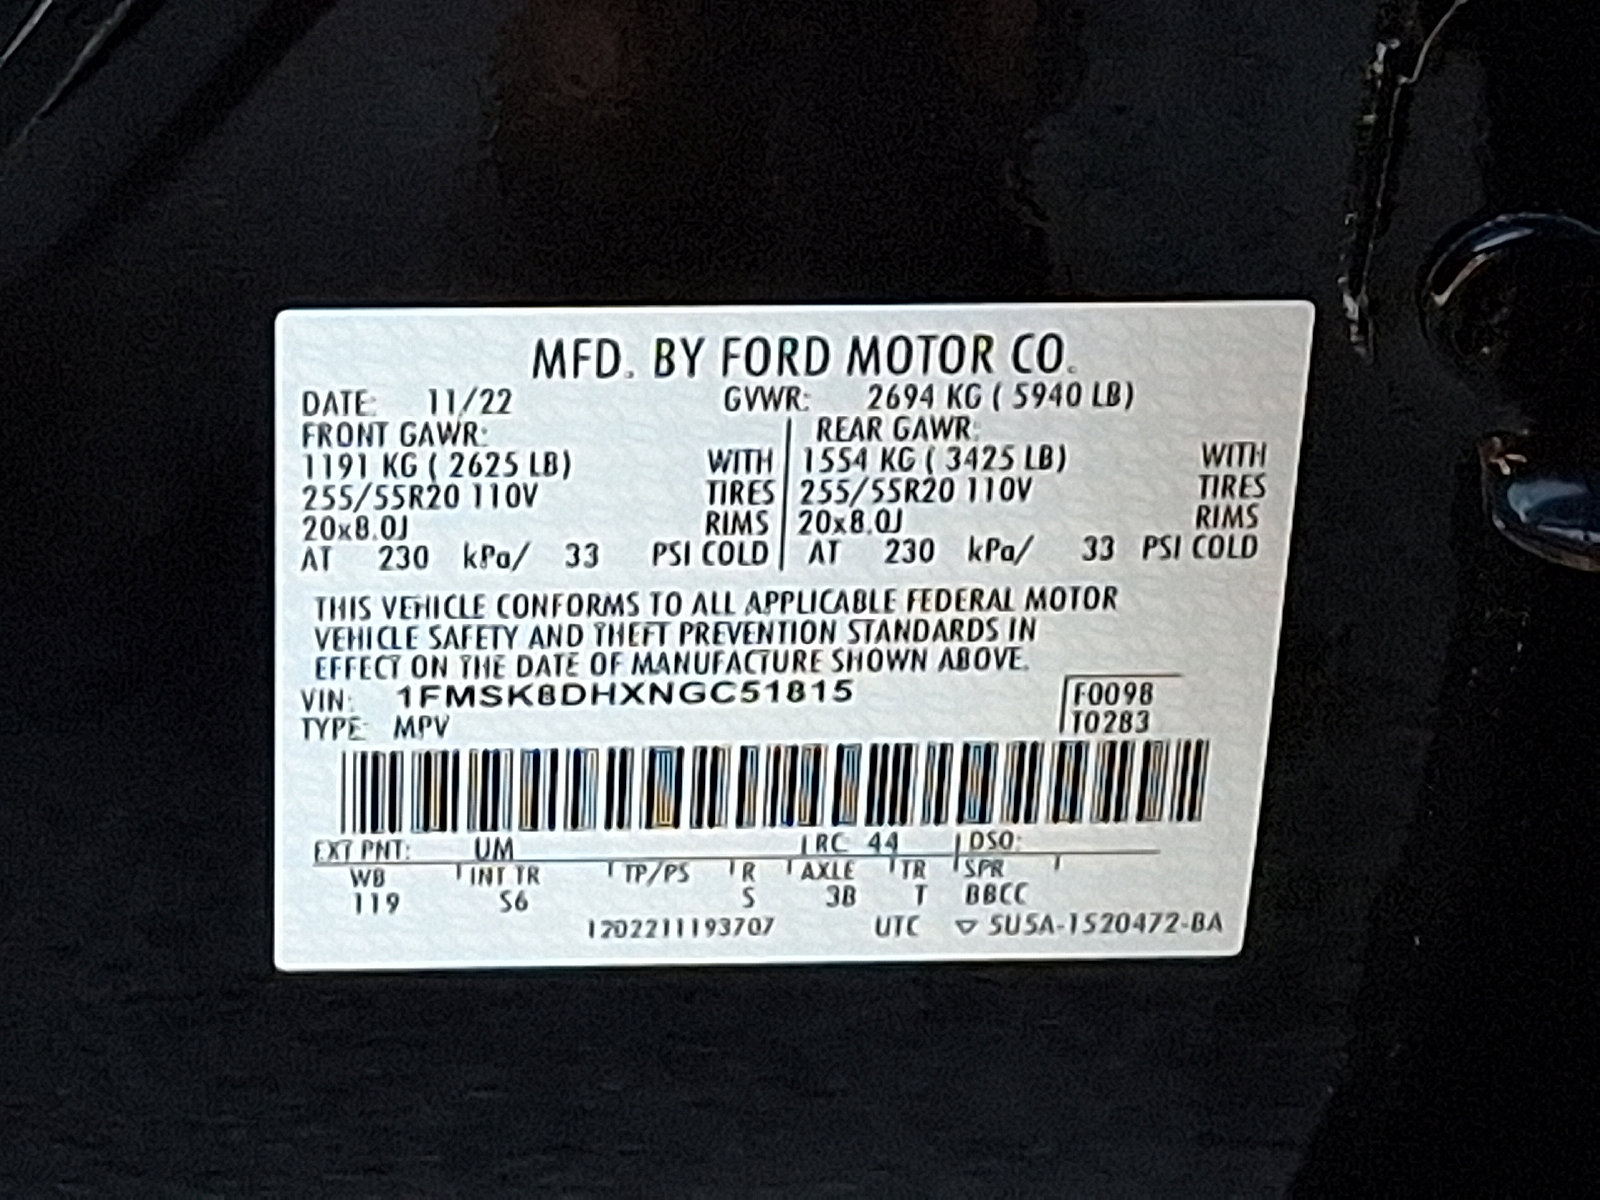 MFD. BY FORD MOTOR CO.
DATE: 11/22 GVWR: 2694 KG ( 5940 LB)
FRONT GAWR: REAR GAWR:
1191 KG ( 2625 LB) WITH 1554 KG ( 3425 LB) WITH
255/55R20 110V TIRES 255/55R20 110V TIRES
20x8.0J RIMS 20x8.0J RIMS
AT 230 kPa/ 33 PSI COLD AT 230 kPa/ 33 PSI COLD
THIS VEHICLE CONFORMS TO ALL APPLICABLE FEDERAL MOTOR
VEHICLE SAFETY AND THEFT PREVENTION STANDARDS IN
EFFECT ON THE DATE OF MANUFACTURE SHOWN ABOVE.
VIN: 1FMSK8DHXNGC51815 F0098
TYPE: MPV T0283
EXT PNT: UM RC: 44 DSO:
WB INT TR TP/PS R AXLE TR SPR
119 S6 S 3B T BBCC
1202211193707 UTC ▽ 5U5A-1520472-BA